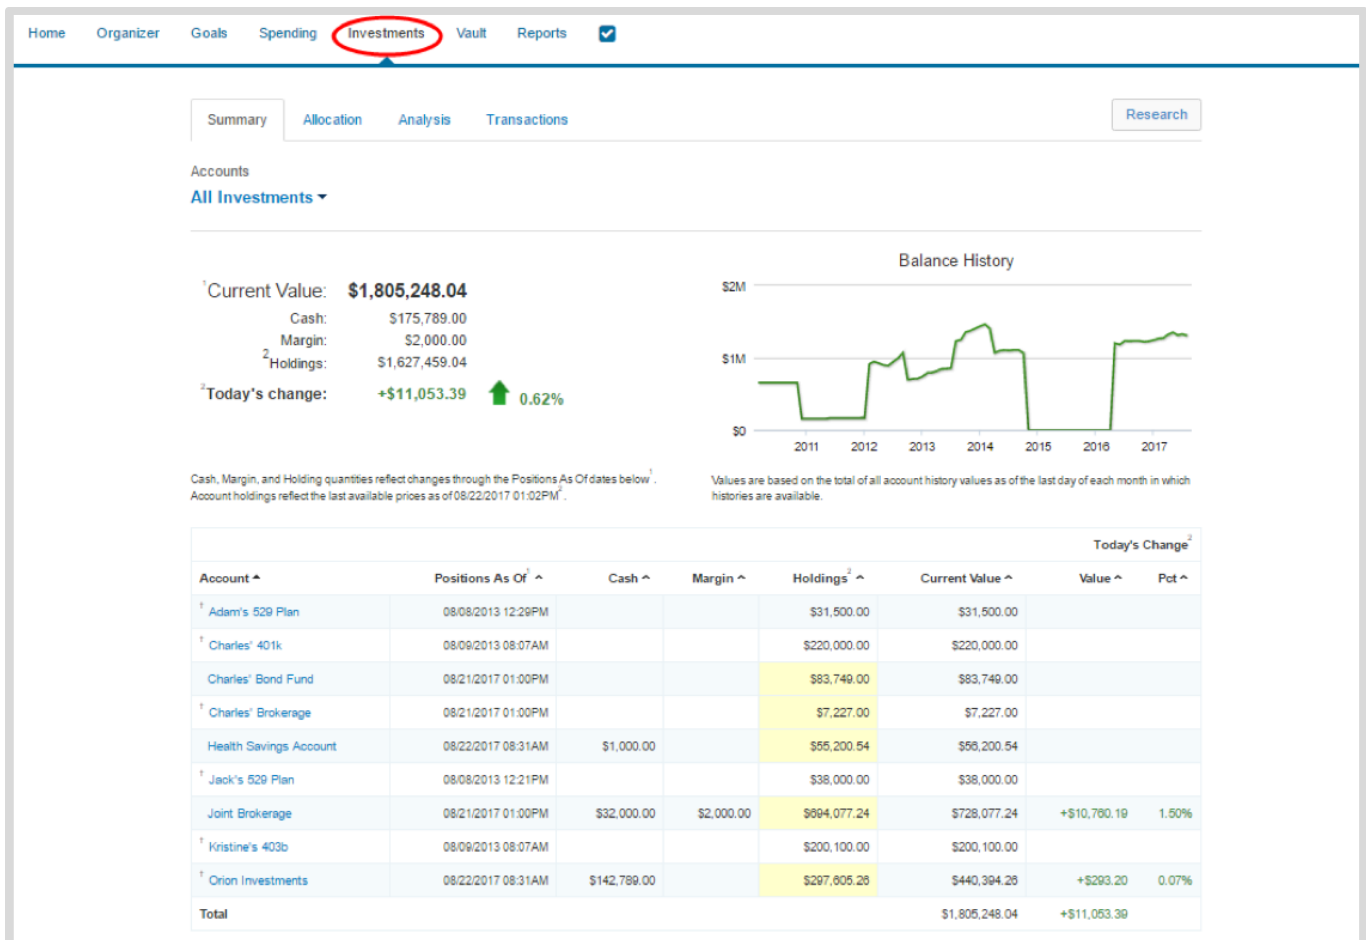 Home Organizer Goals Spending Investments Vault Reports
Summary Allocation Analysis Transactions Research
Accounts
All Investments
†Current Value: $1,805,248.04
Cash: $175,789.00
Margin: $2,000.00
2Holdings: $1,627,459.04
2Today's change: +$11,053.39 0.62%
Cash, Margin, and Holding quantities reflect changes through the Positions As Of dates below1.
Account holdings reflect the last available prices as of 08/22/2017 01:02PM2.
Balance History
$2M
$1M
$0
2011 2012 2013 2014 2015 2016 2017
Values are based on the total of all account history values as of the last day of each month in which
histories are available.
Today's Change2
Account Positions As Of1 Cash Margin Holdings2 Current Value Value Pct
† Adam's 529 Plan 08/08/2013 12:29PM $31,500.00 $31,500.00
† Charles' 401k 08/09/2013 08:07AM $220,000.00 $220,000.00
Charles' Bond Fund 08/21/2017 01:00PM $83,749.00 $83,749.00
† Charles' Brokerage 08/21/2017 01:00PM $7,227.00 $7,227.00
Health Savings Account 08/22/2017 08:31AM $1,000.00 $55,200.54 $56,200.54
† Jack's 529 Plan 08/08/2013 12:21PM $38,000.00 $38,000.00
Joint Brokerage 08/21/2017 01:00PM $32,000.00 $2,000.00 $694,077.24 $728,077.24 +$10,760.19 1.50%
† Kristine's 403b 08/09/2013 08:07AM $200,100.00 $200,100.00
† Orion Investments 08/22/2017 08:31AM $142,789.00 $297,605.26 $440,394.26 +$293.20 0.07%
Total $1,805,248.04 +$11,053.39